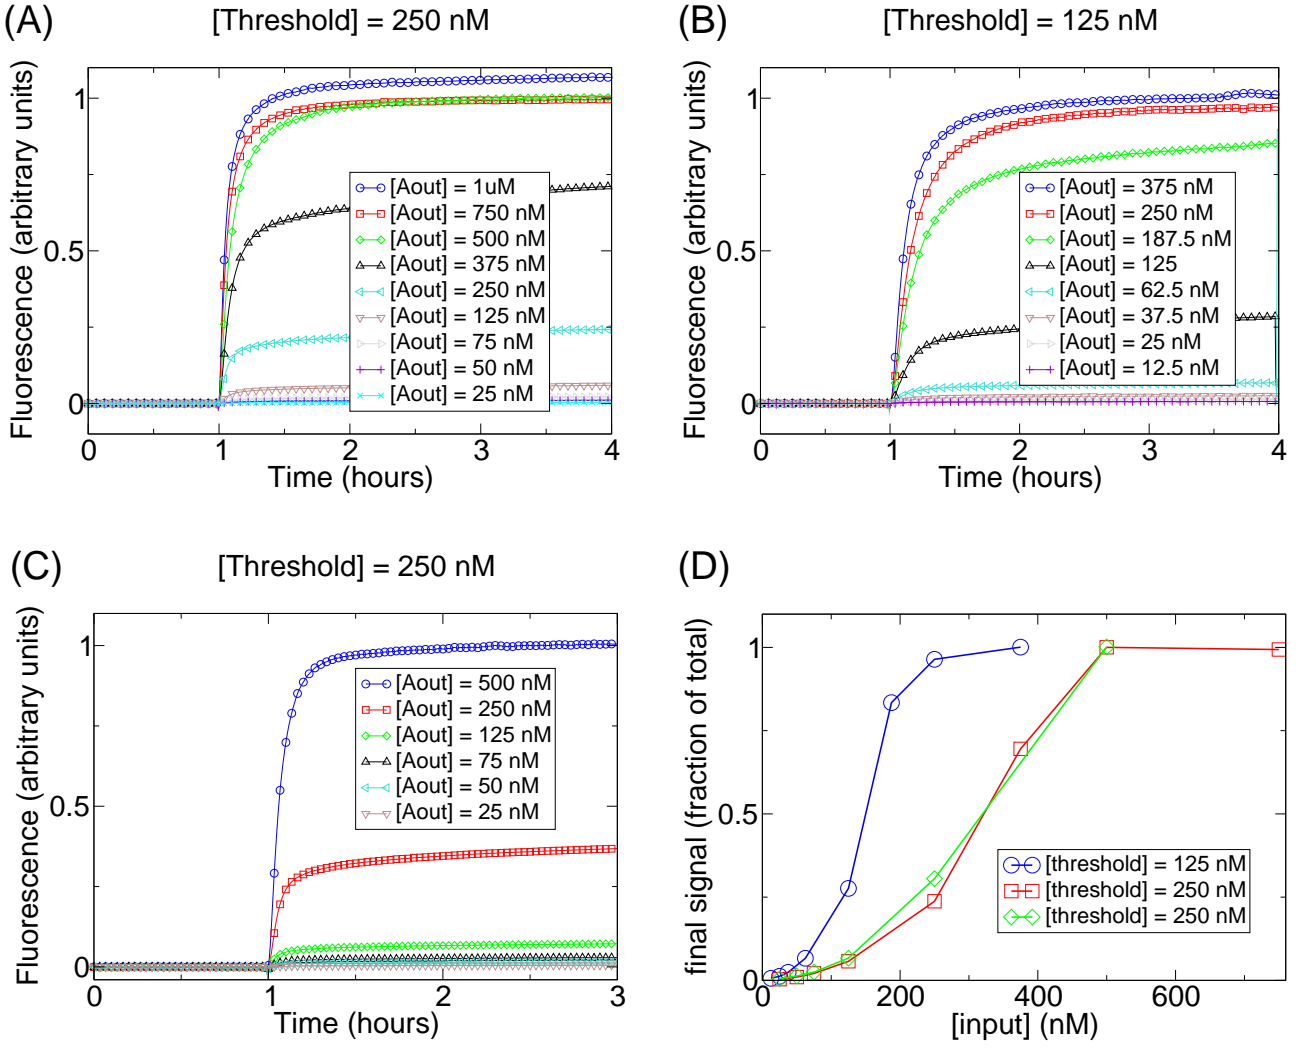 (A)
[Threshold] = 250 nM
Fluorescence (arbitrary units)
1
0.5
0
[Aout] = 1uM
[Aout] = 750 nM
[Aout] = 500 nM
[Aout] = 375 nM
[Aout] = 250 nM
[Aout] = 125 nM
[Aout] = 75 nM
[Aout] = 50 nM
[Aout] = 25 nM
0 1 2 3 4
Time (hours)
(B)
[Threshold] = 125 nM
Fluorescence (arbitrary units)
1
0.5
0
[Aout] = 375 nM
[Aout] = 250 nM
[Aout] = 187.5 nM
[Aout] = 125
[Aout] = 62.5 nM
[Aout] = 37.5 nM
[Aout] = 25 nM
[Aout] = 12.5 nM
0 1 2 3 4
Time (hours)
(C)
[Threshold] = 250 nM
Fluorescence (arbitrary units)
1
0.5
0
[Aout] = 500 nM
[Aout] = 250 nM
[Aout] = 125 nM
[Aout] = 75 nM
[Aout] = 50 nM
[Aout] = 25 nM
0 1 2 3
Time (hours)
(D)
final signal (fraction of total)
1
0.5
0
[threshold] = 125 nM
[threshold] = 250 nM
[threshold] = 250 nM
0 200 400 600
[input] (nM)